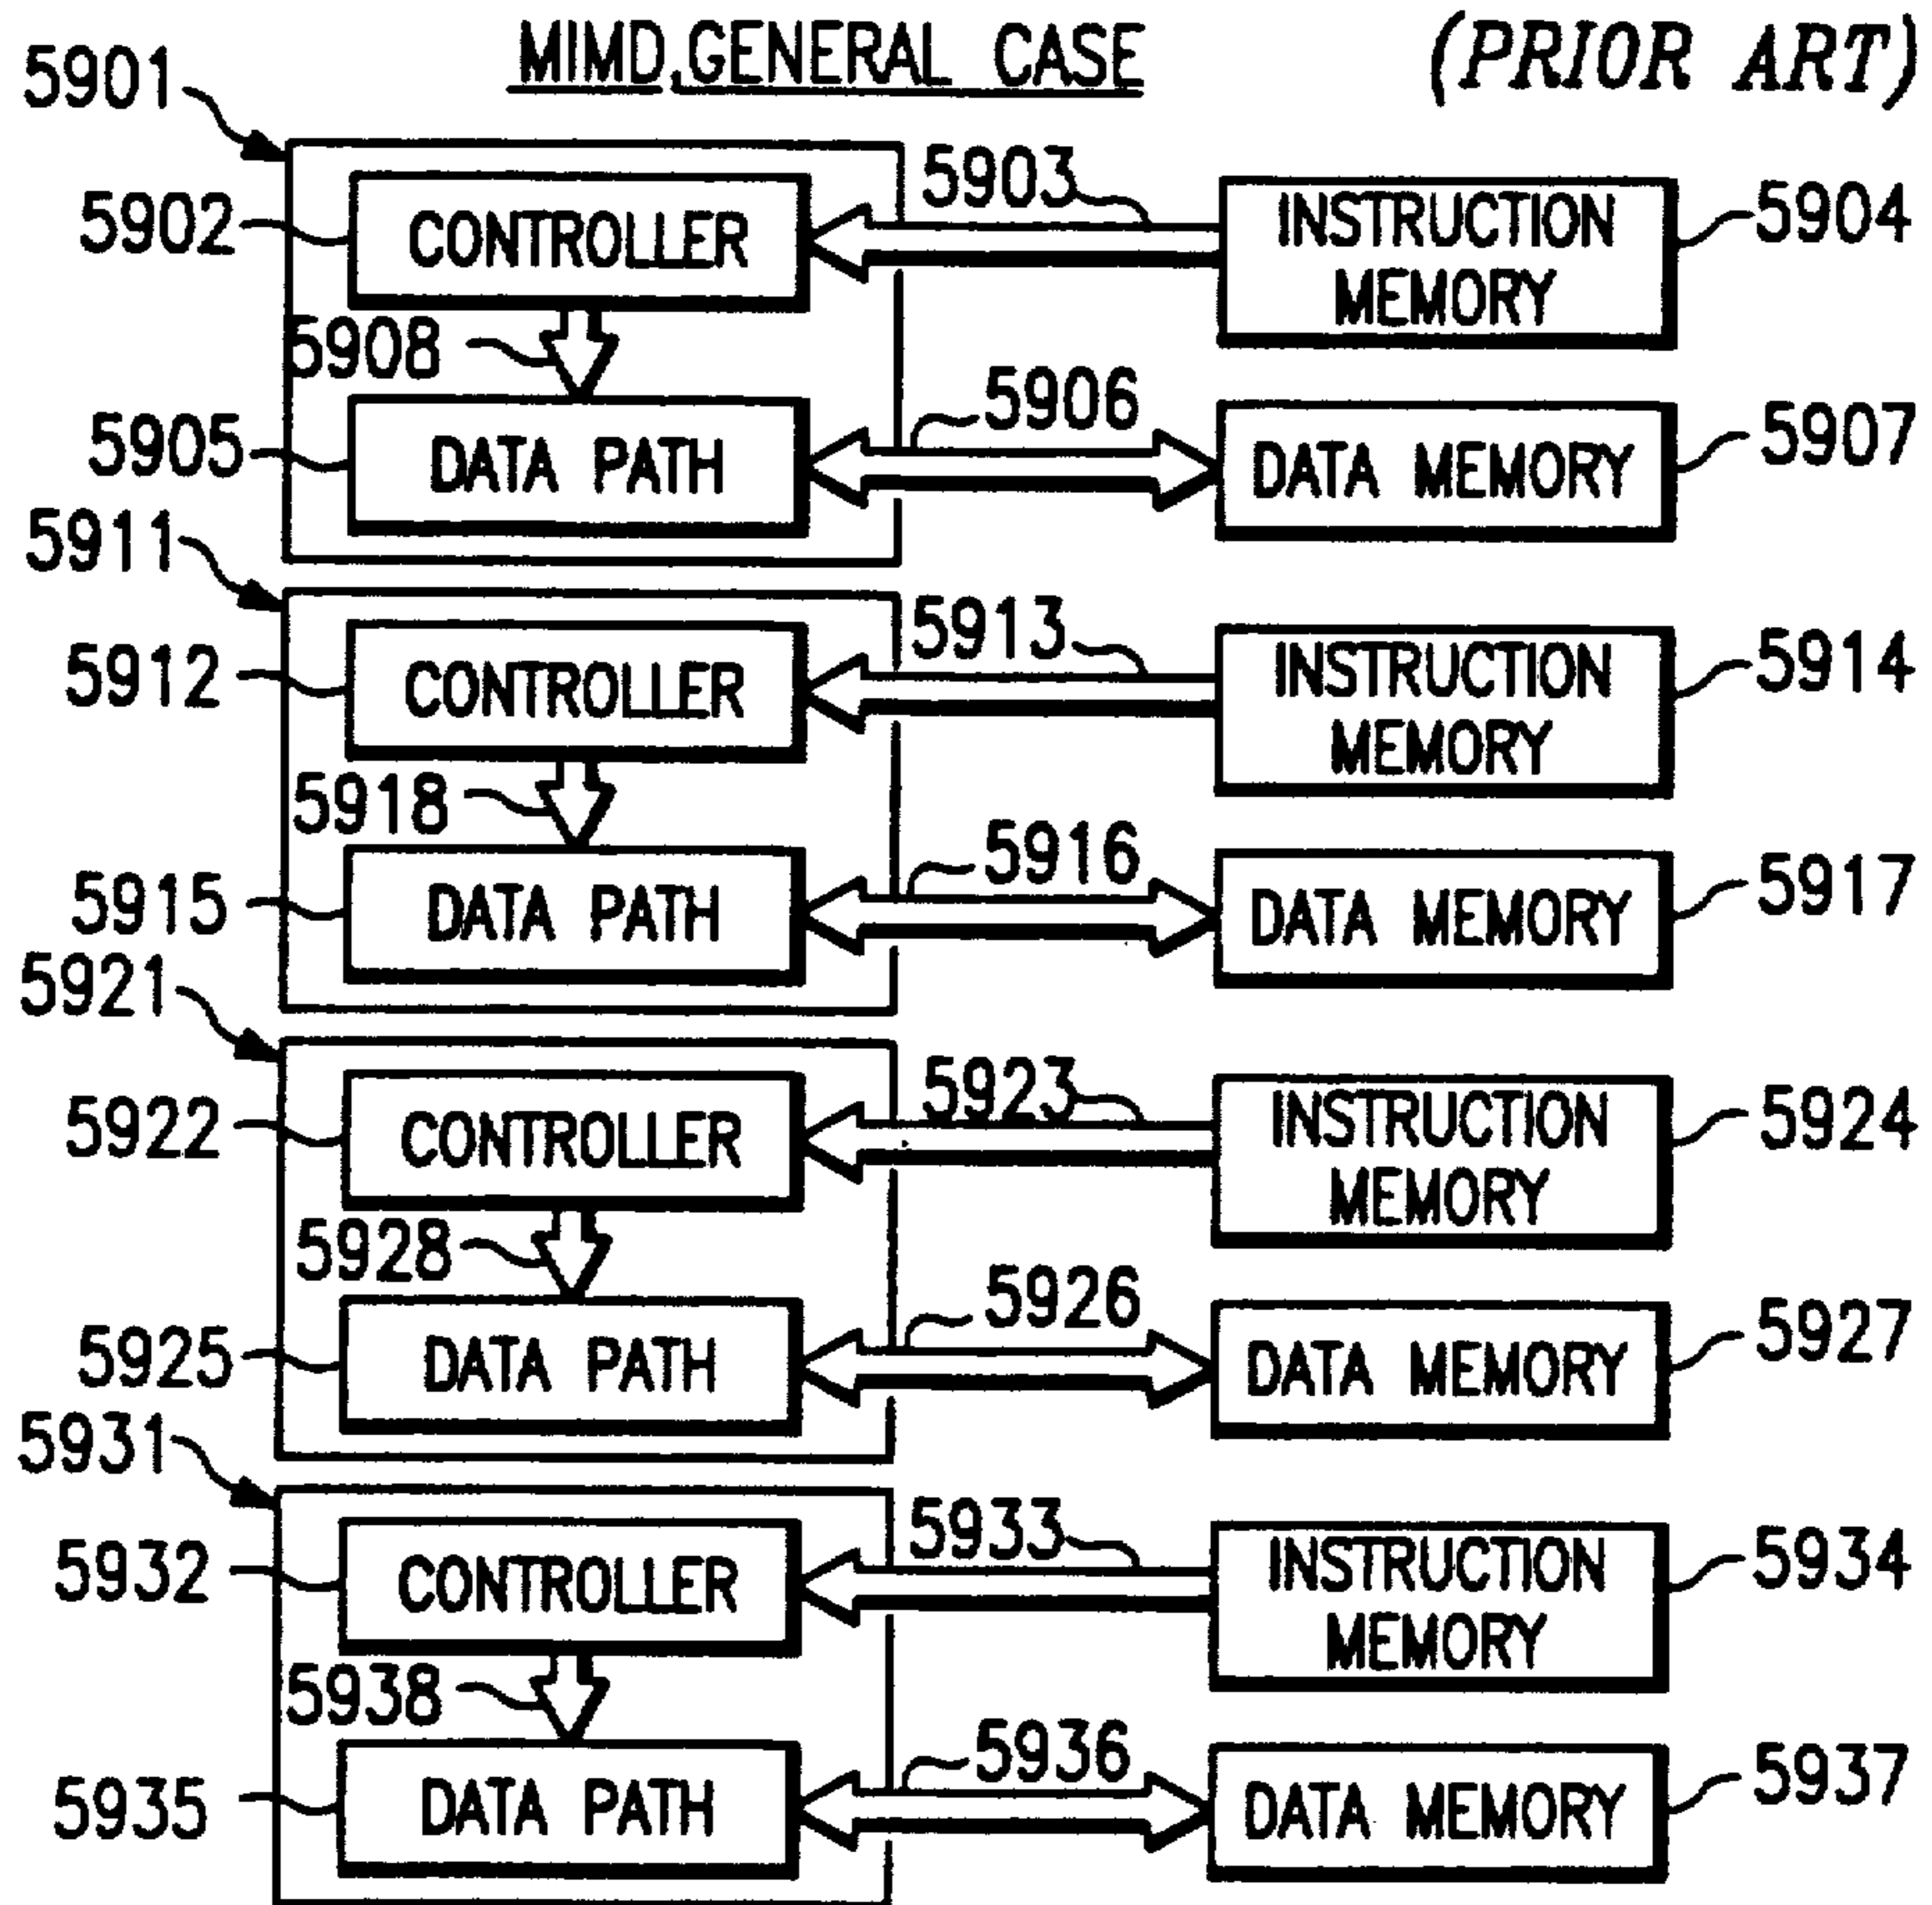 MIMD.GENERAL CASE (PRIOR ART)
5901
5902 CONTROLLER 5903 INSTRUCTION MEMORY 5904
5908
5905 DATA PATH 5906 DATA MEMORY 5907
5911
5912 CONTROLLER 5913 INSTRUCTION MEMORY 5914
5918
5915 DATA PATH 5916 DATA MEMORY 5917
5921
5922 CONTROLLER 5923 INSTRUCTION MEMORY 5924
5928
5925 DATA PATH 5926 DATA MEMORY 5927
5931
5932 CONTROLLER 5933 INSTRUCTION MEMORY 5934
5938
5935 DATA PATH 5936 DATA MEMORY 5937